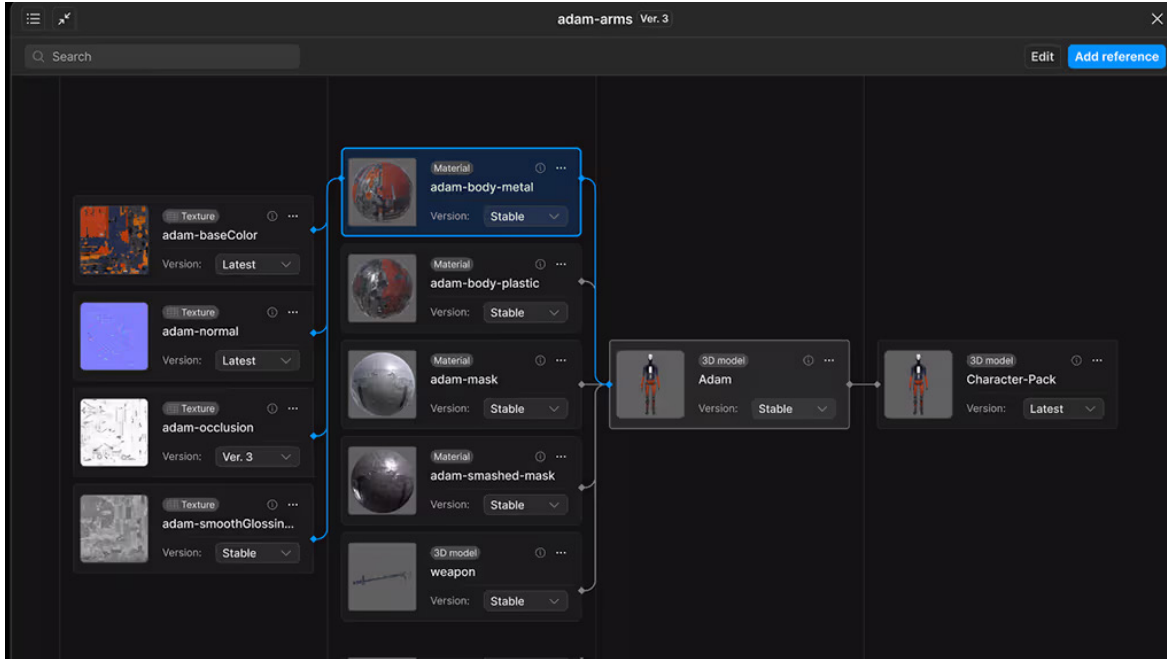 adam-arms Ver. 3
Search
Edit
Add reference
Texture
adam-baseColor
Version: Latest
Texture
adam-normal
Version: Latest
Texture
adam-occlusion
Version: Ver. 3
Texture
adam-smoothGlossin...
Version: Stable
Material
adam-body-metal
Version: Stable
Material
adam-body-plastic
Version: Stable
Material
adam-mask
Version: Stable
Material
adam-smashed-mask
Version: Stable
3D model
weapon
Version: Stable
3D model
Adam
Version: Stable
3D model
Character-Pack
Version: Latest